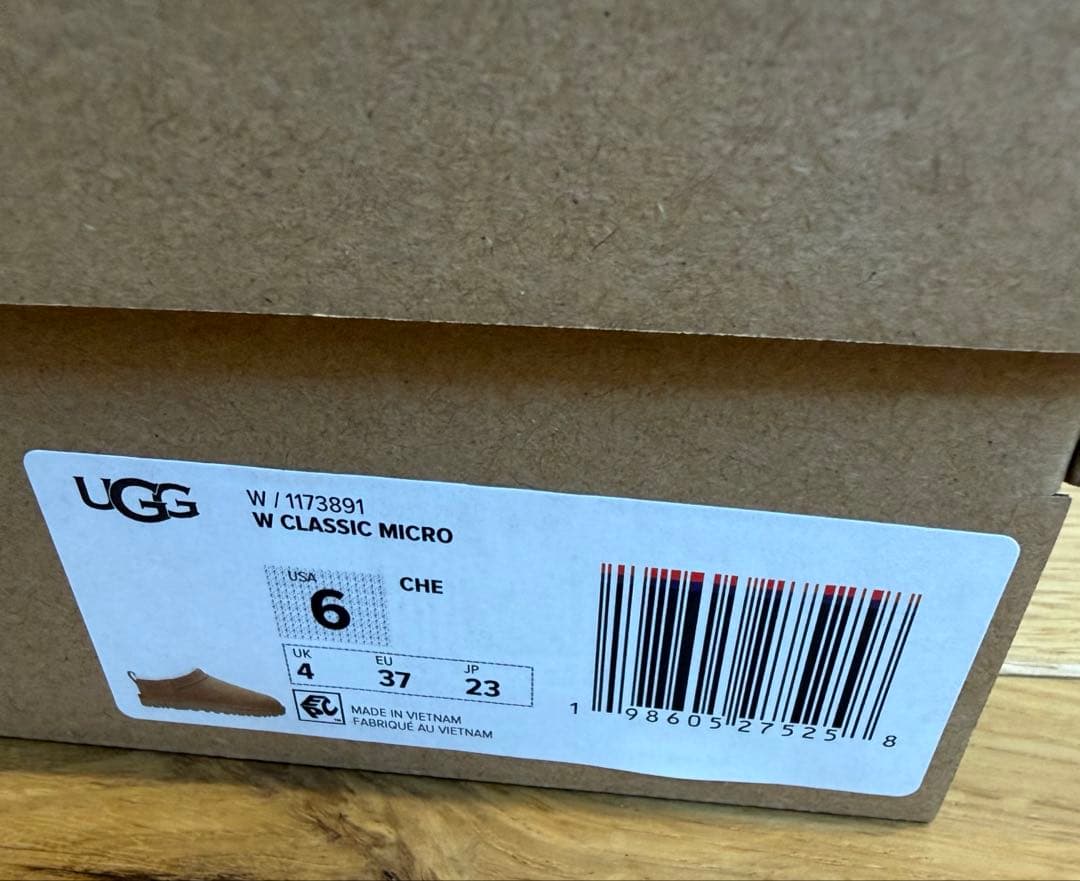 UGG
W / 1173891
W CLASSIC MICRO
USA
6
CHE
UK
4
EU
37
JP
23
MADE IN VIETNAM
FABRIQUÉ AU VIETNAM
1 98605 27525 8